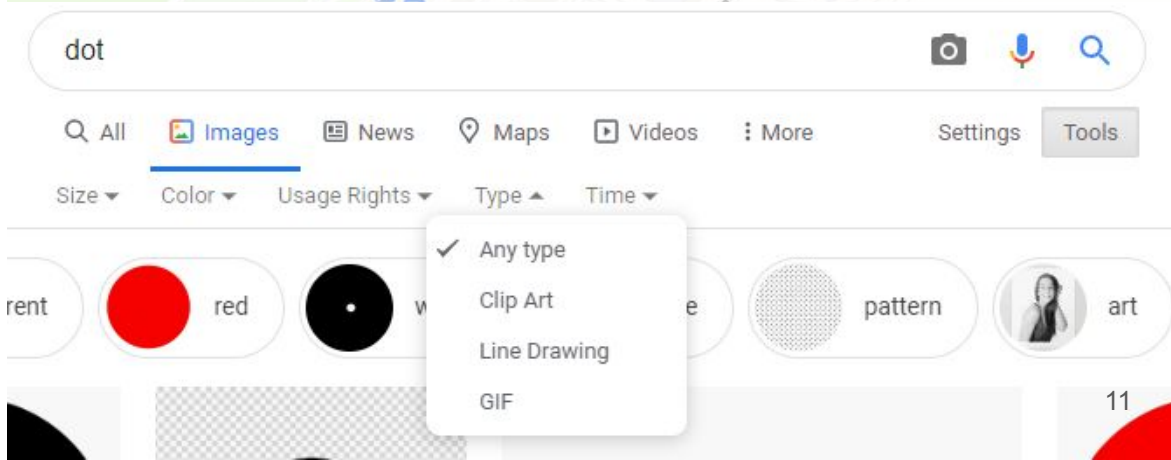 dot
All Images News Maps Videos More Settings Tools
Size Color Usage Rights Type Time
Any type
Clip Art
Line Drawing
GIF
rent red w e pattern art
11